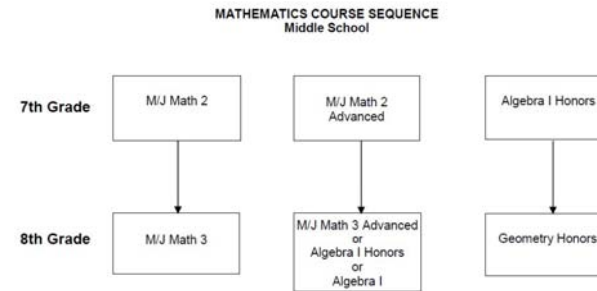 MATHEMATICS COURSE SEQUENCE
Middle School
7th Grade
M/J Math 2
M/J Math 2
Advanced
Algebra I Honors
8th Grade
M/J Math 3
M/J Math 3 Advanced
or
Algebra I Honors
or
Algebra I
Geometry Honors